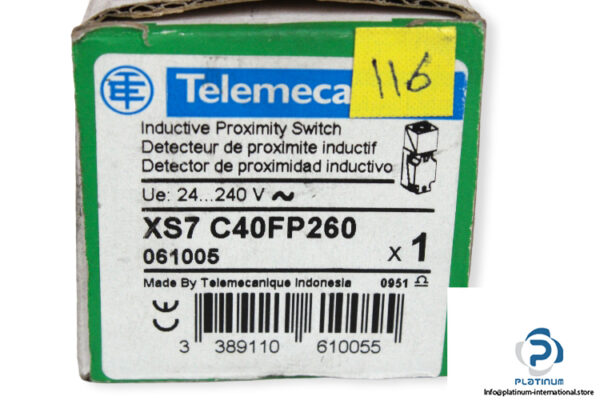 Telemeca
116
Inductive Proximity Switch
Detecteur de proximite inductif
Detector de proximidad inductivo
Ue: 24...240 V ~
XS7 C40FP260
061005
x 1
Made By Telemecanique Indonesia 0951
CE
3 389110 610055
PLATINUM
Info@platinum-international.store